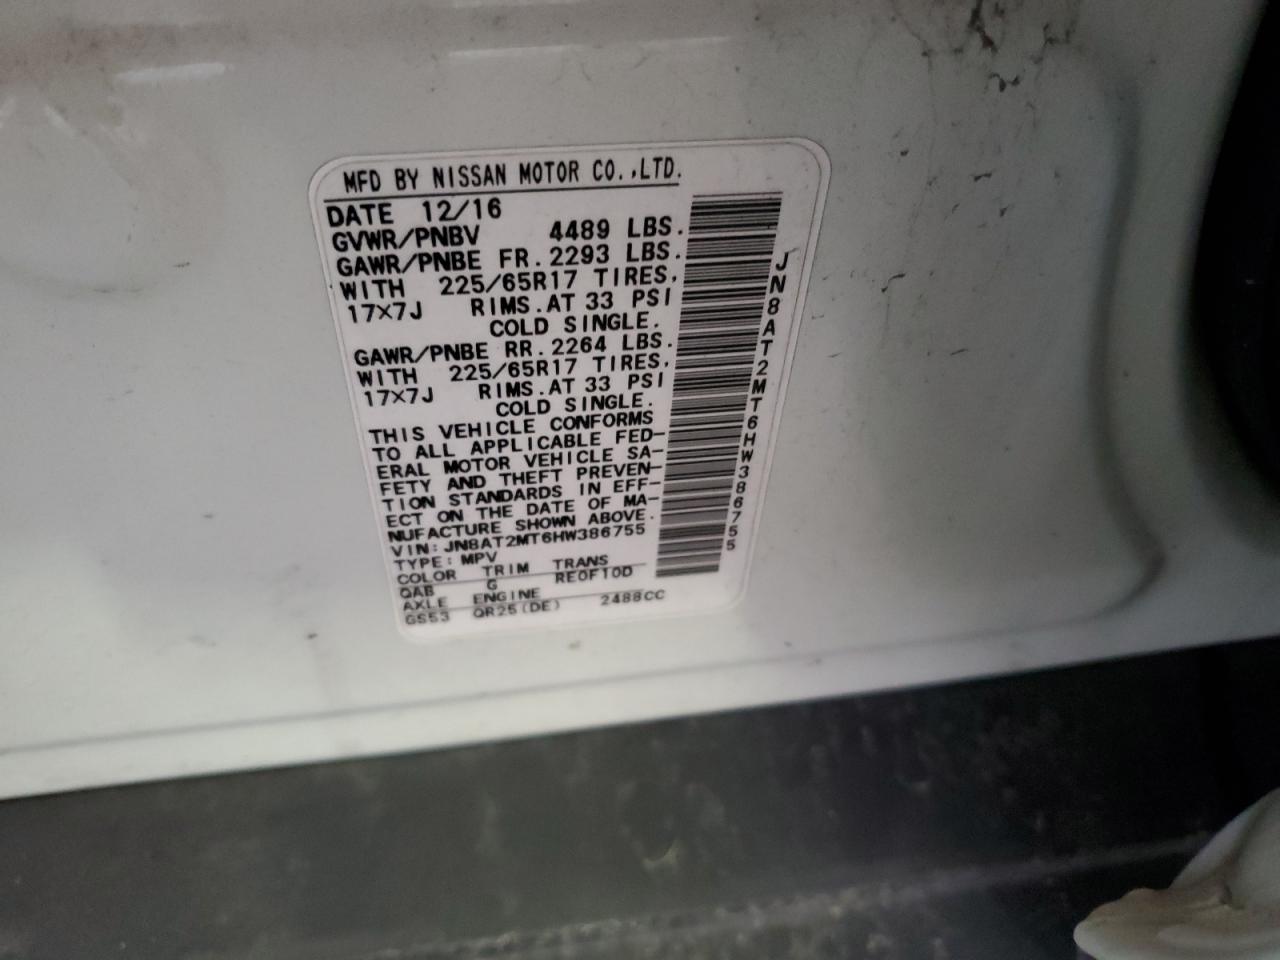 MFD BY NISSAN MOTOR CO.,LTD.
DATE 12/16
GVWR/PNBV 4489 LBS.
GAWR/PNBE FR. 2293 LBS.
WITH 225/65R17 TIRES,
17×7J RIMS.AT 33 PSI
COLD SINGLE.
GAWR/PNBE RR. 2264 LBS.
WITH 225/65R17 TIRES,
17×7J RIMS.AT 33 PSI
COLD SINGLE.
THIS VEHICLE CONFORMS
TO ALL APPLICABLE FED-
ERAL MOTOR VEHICLE SA-
FETY AND THEFT PREVEN-
TION STANDARDS IN EFF-
ECT ON THE DATE OF MA-
NUFACTURE SHOWN ABOVE.
VIN: JN8AT2MT6HW386755
TYPE: MPV
COLOR TRIM TRANS
QAB G RE0F10D
AXLE ENGINE
GS53 QR25(DE) 2488CC
JN8AT2MT6HW386755